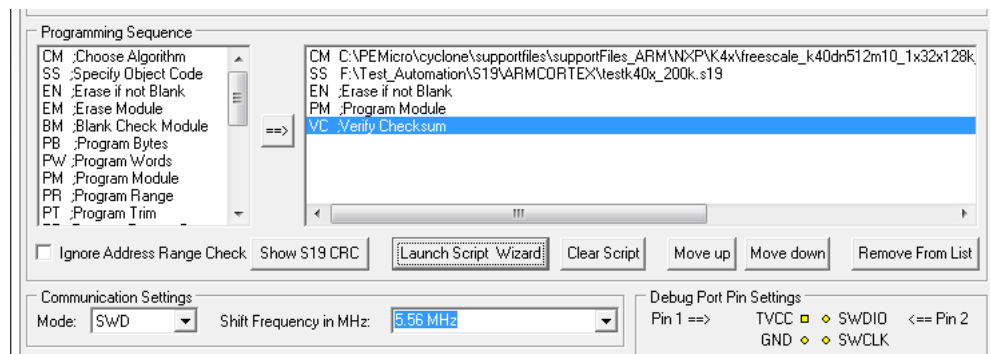 Programming Sequence
CM ;Choose Algorithm
SS ;Specify Object Code
EN ;Erase if not Blank
EM ;Erase Module
BM ;Blank Check Module
PB ;Program Bytes
PW ;Program Words
PM ;Program Module
PR ;Program Range
PT ;Program Trim
==>
CM C:\PEMicro\cyclone\supportfiles\supportFiles_ARM\NXP\K4x\freescale_k40dn512m10_1x32x128k_
SS F:\Test_Automation\S19\ARMCORTEX\testk40x_200k.s19
EN ;Erase if not Blank
PM ;Program Module
VC ;Verify Checksum
Ignore Address Range Check Show S19 CRC Launch Script Wizard Clear Script Move up Move down Remove From List
Communication Settings
Mode: SWD Shift Frequency in MHz: 5.56 MHz
Debug Port Pin Settings
Pin 1 ==> TVCC SWDIO <== Pin 2
GND SWCLK